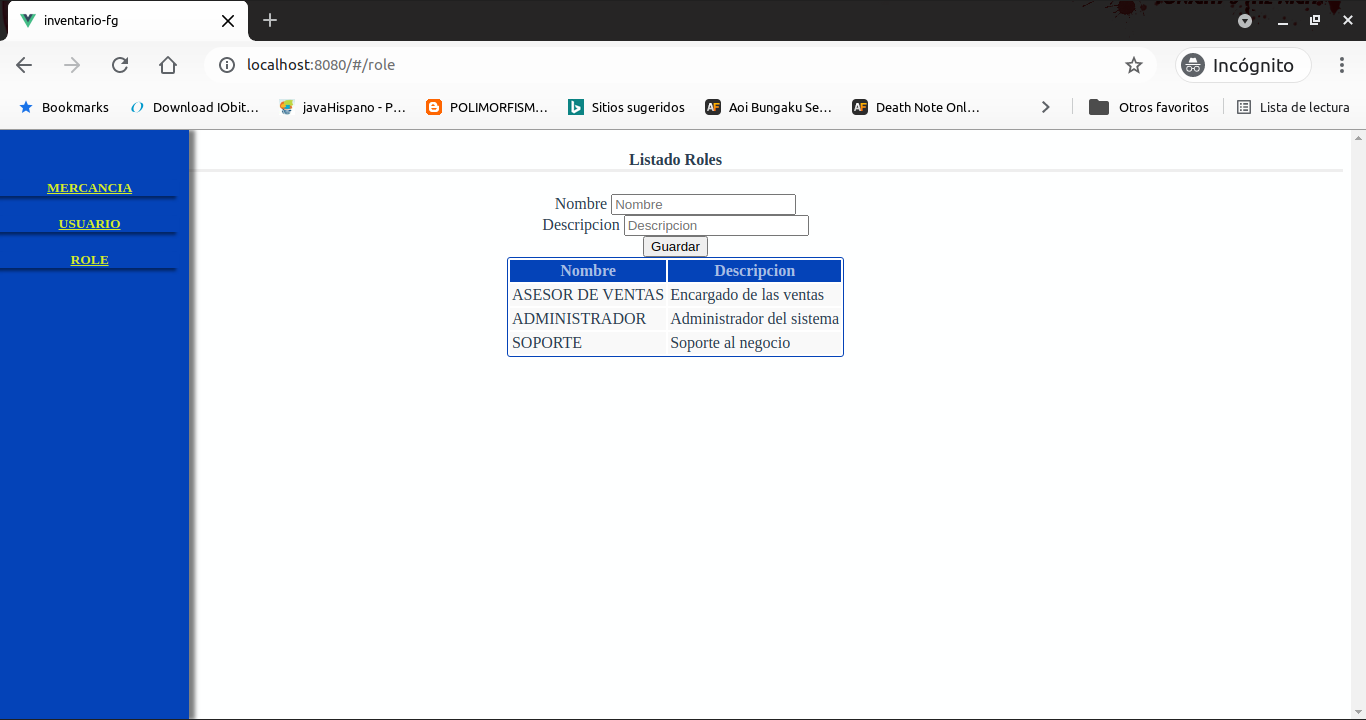 inventario-fg
localhost:8080/#/role
Incógnito
Bookmarks
Download IObit…
javaHispano - P…
POLIMORFISM…
Sitios sugeridos
Aoi Bungaku Se…
Death Note Onl…
Otros favoritos
Lista de lectura
MERCANCIA
USUARIO
ROLE
Listado Roles
Nombre Nombre
Descripcion Descripcion
Guardar
Nombre Descripcion
ASESOR DE VENTAS Encargado de las ventas
ADMINISTRADOR Administrador del sistema
SOPORTE Soporte al negocio